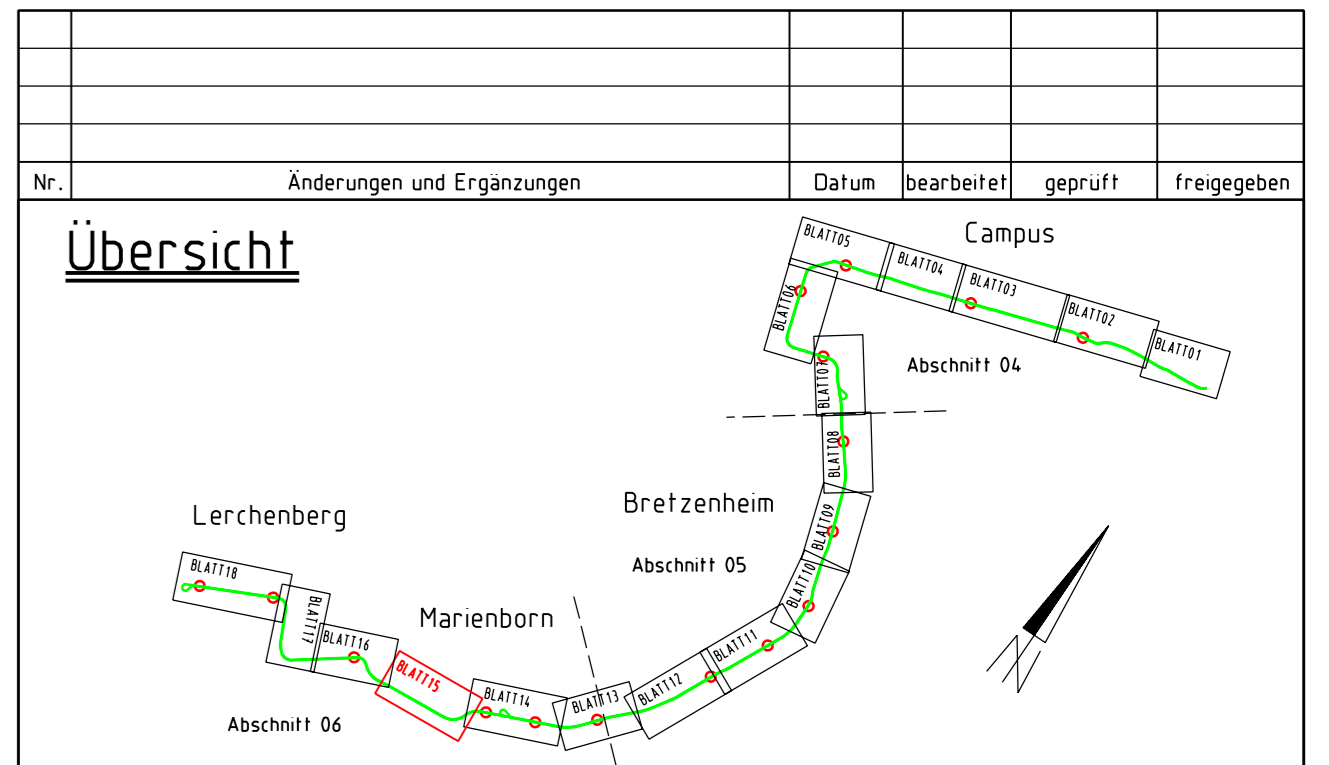 Nr. Änderungen und Ergänzungen Datum bearbeitet geprüft freigegeben
Übersicht
Campus
BLATT05
BLATT04
BLATT03
BLATT02
BLATT01
BLATT06
Abschnitt 04
BLATT07
BLATT08
Bretzenheim
BLATT09
Abschnitt 05
BLATT10
Lerchenberg
BLATT18
BLATT17
Marienborn
BLATT16
BLATT15
BLATT14
BLATT13
BLATT12
BLATT11
Abschnitt 06
N